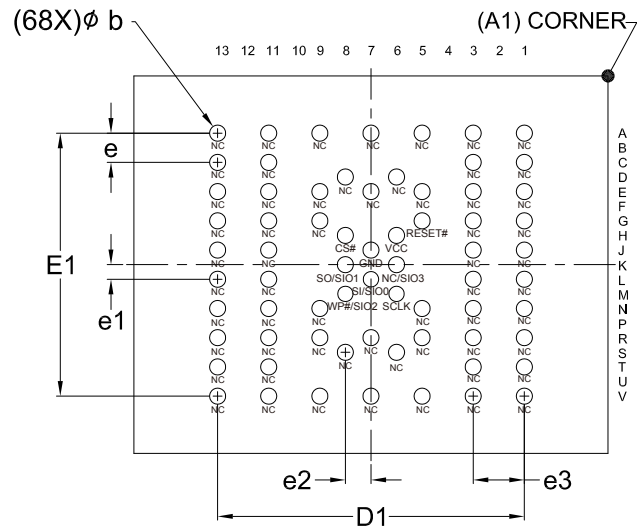 (68X)ø b
(A1) CORNER
13 12 11 10 9 8 7 6 5 4 3 2 1
A
B
C
D
E
F
G
H
J
K
L
M
N
P
R
S
T
U
V
NC NC NC NC NC NC NC
NC NC NC NC
NC NC
NC NC NC NC NC NC NC
NC NC NC RESET# NC NC
CS# VCC
NC NC GND NC NC
SO/SIO1 NC/SIO3
NC NC SI/SIO0 NC NC
WP#/SIO2 SCLK
NC NC NC NC NC NC
NC NC NC NC NC NC NC
NC NC
NC NC NC NC
NC NC NC NC NC NC NC
e
E1
e1
e2
e3
D1